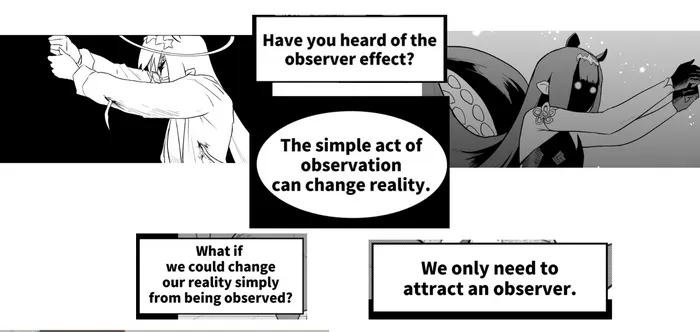 Have you heard of the
observer effect?
The simple act of
observation
can change reality.
What if
we could change
our reality simply
from being observed?
We only need to
attract an observer.